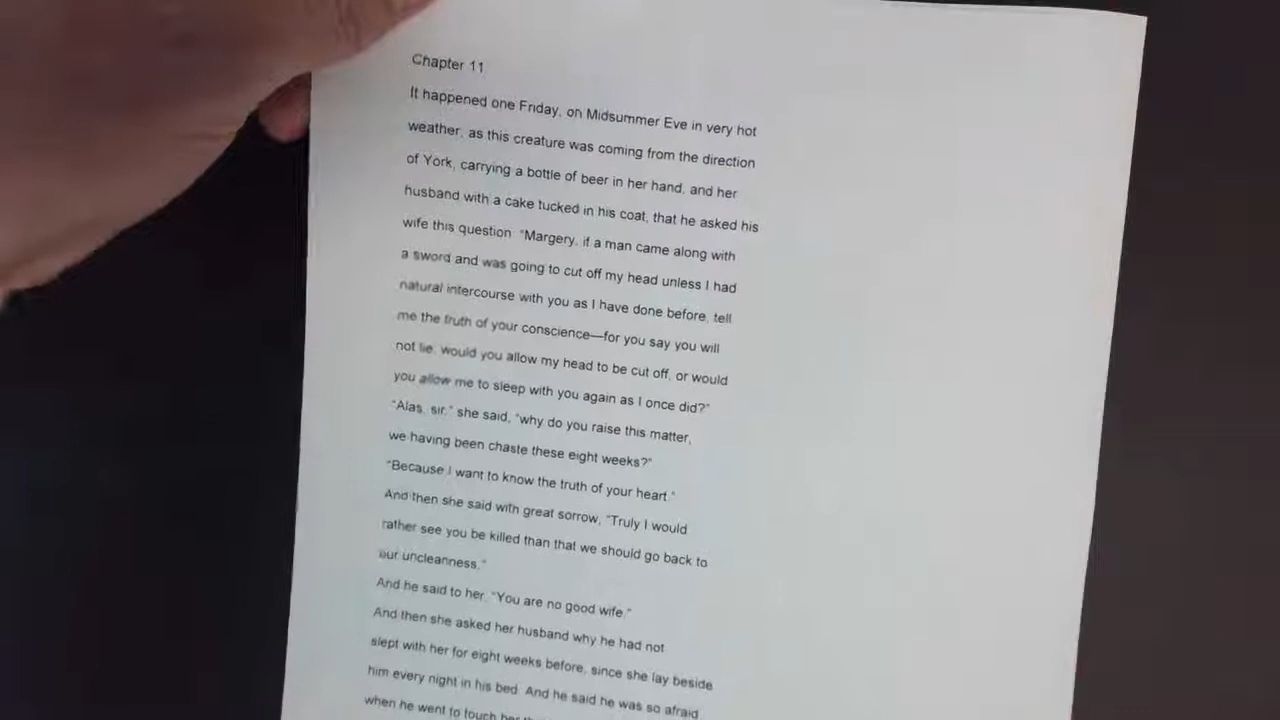 Chapter 11
It happened one Friday, on Midsummer Eve in very hot
weather, as this creature was coming from the direction
of York, carrying a bottle of beer in her hand, and her
husband with a cake tucked in his coat, that he asked his
wife this question: “Margery, if a man came along with
a sword and was going to cut off my head unless I had
natural intercourse with you as I have done before, tell
me the truth of your conscience—for you say you will
not lie: would you allow my head to be cut off, or would
you allow me to sleep with you again as I once did?”
“Alas, sir,” she said, “why do you raise this matter,
we having been chaste these eight weeks?”
“Because I want to know the truth of your heart.”
And then she said with great sorrow, “Truly I would
rather see you be killed than that we should go back to
our uncleanness.”
And he said to her, “You are no good wife.”
And then she asked her husband why he had not
slept with her for eight weeks before, since she lay beside
him every night in his bed. And he said he was so afraid
when he went to touch her